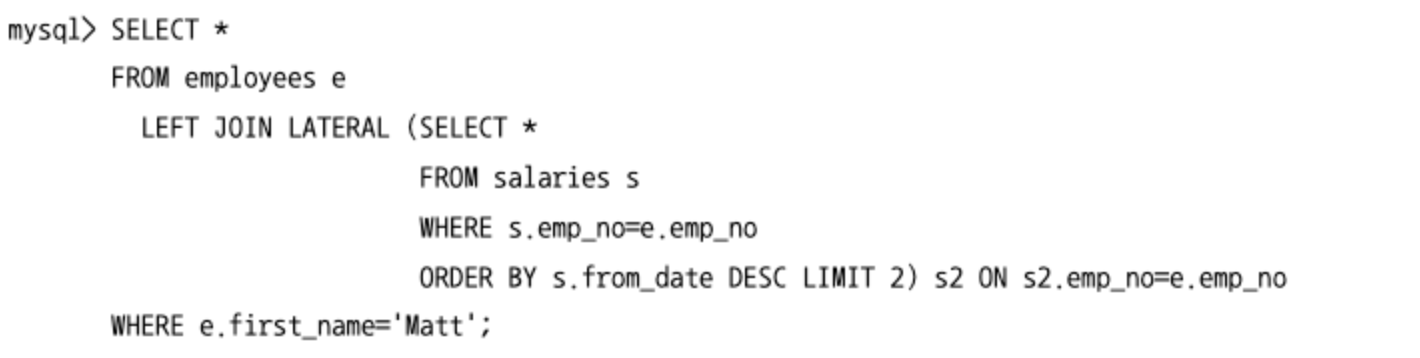 mysql> SELECT *
FROM employees e
LEFT JOIN LATERAL (SELECT *
FROM salaries s
WHERE s.emp_no=e.emp_no
ORDER BY s.from_date DESC LIMIT 2) s2 ON s2.emp_no=e.emp_no
WHERE e.first_name='Matt';